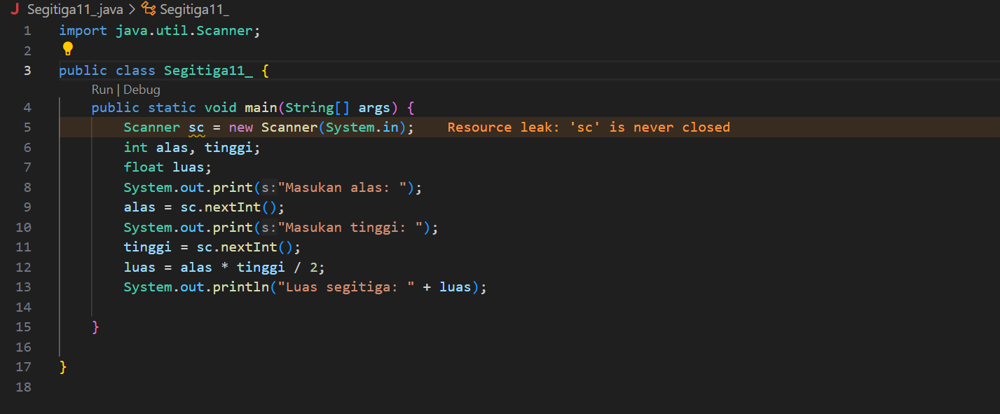 J Segitiga11_.java > Segitiga11_
1 import java.util.Scanner;
2
3 public class Segitiga11_ {
Run | Debug
4 public static void main(String[] args) {
5 Scanner sc = new Scanner(System.in); Resource leak: 'sc' is never closed
6 int alas, tinggi;
7 float luas;
8 System.out.print(s:"Masukan alas: ");
9 alas = sc.nextInt();
10 System.out.print(s:"Masukan tinggi: ");
11 tinggi = sc.nextInt();
12 luas = alas * tinggi / 2;
13 System.out.println("Luas segitiga: " + luas);
14
15 }
16
17 }
18